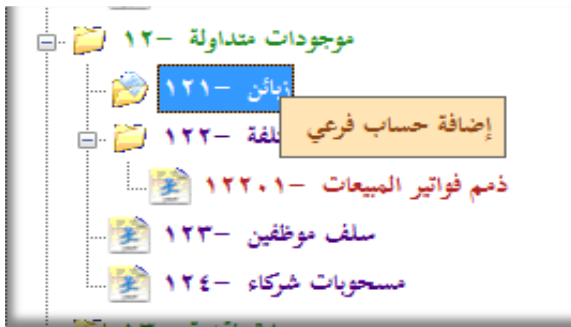 موجودات متداولة -١٢
زبائن -١٢١
إضافة حساب فرعي
-١٢٢
ذمم فواتير المبيعات -١٢٢٠١
سلف موظفين -١٢٣
مسحوبات شركاء -١٢٤